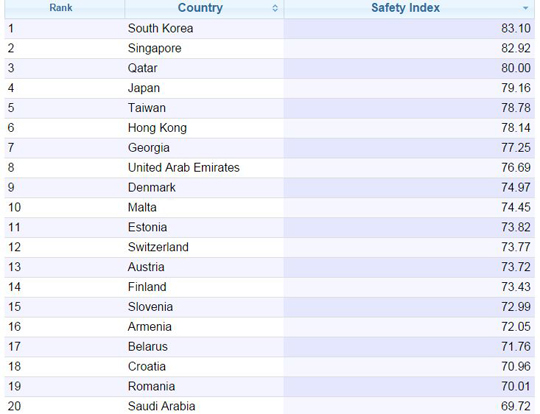 Rank Country Safety Index
1 South Korea 83.10
2 Singapore 82.92
3 Qatar 80.00
4 Japan 79.16
5 Taiwan 78.78
6 Hong Kong 78.14
7 Georgia 77.25
8 United Arab Emirates 76.69
9 Denmark 74.97
10 Malta 74.45
11 Estonia 73.82
12 Switzerland 73.77
13 Austria 73.72
14 Finland 73.43
15 Slovenia 72.99
16 Armenia 72.05
17 Belarus 71.76
18 Croatia 70.96
19 Romania 70.01
20 Saudi Arabia 69.72